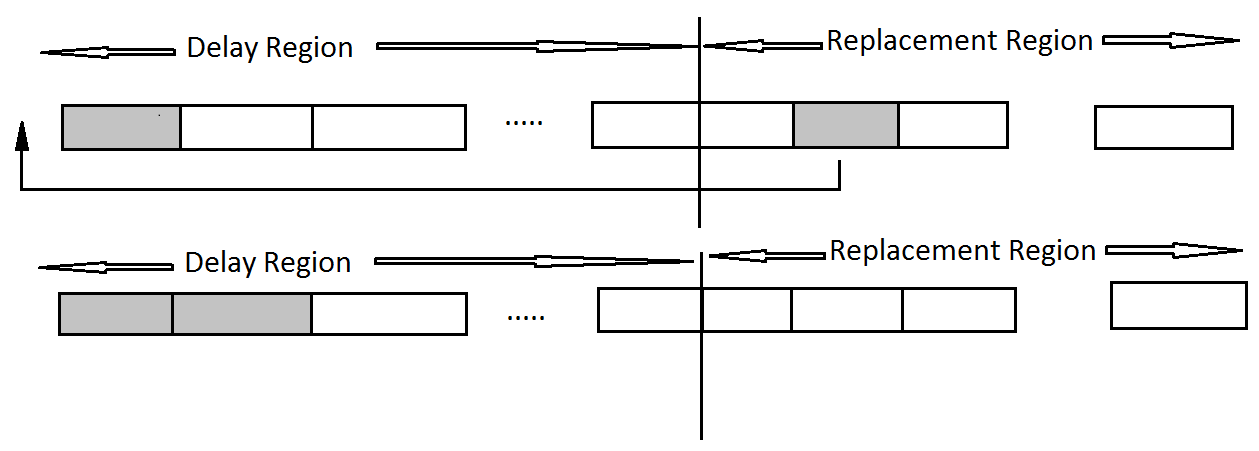 Delay Region
Replacement Region
.....
Delay Region
Replacement Region
.....